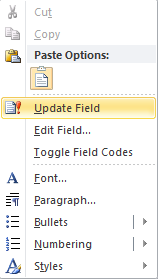 Cut
Copy
Paste Options:
Update Field
Edit Field...
Toggle Field Codes
Font...
Paragraph...
Bullets
Numbering
Styles